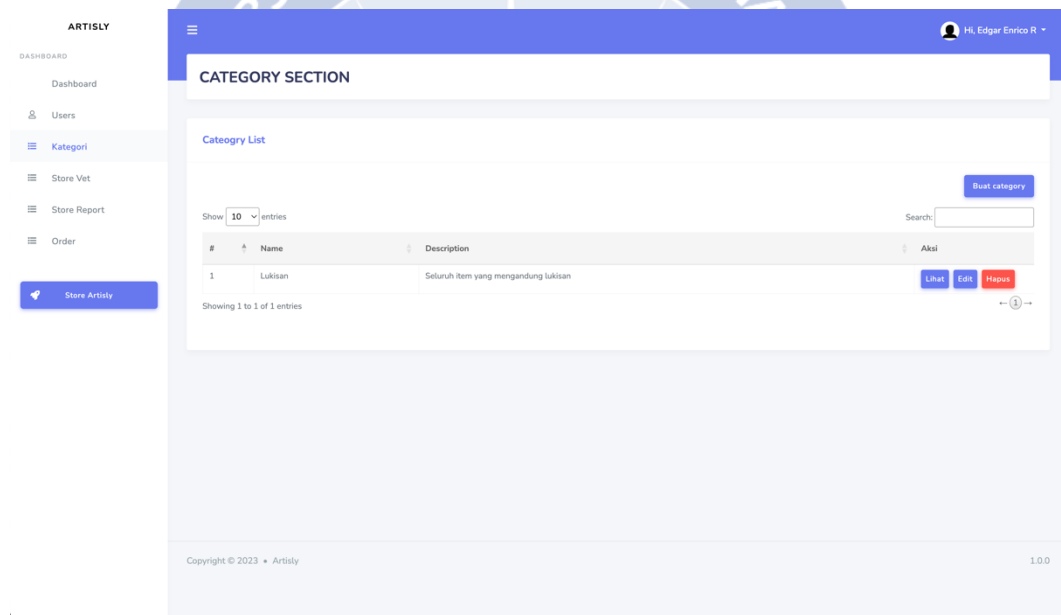 ARTISLY
Hi, Edgar Enrico R
DASHBOARD
Dashboard
Users
Kategori
Store Vet
Store Report
Order
Store Artisly
CATEGORY SECTION
Cateogry List
Buat category
Show 10 entries
Search:
# Name Description Aksi
1 Lukisan Seluruh item yang mengandung lukisan Lihat Edit Hapus
Showing 1 to 1 of 1 entries
←1→
Copyright © 2023 • Artisly
1.0.0